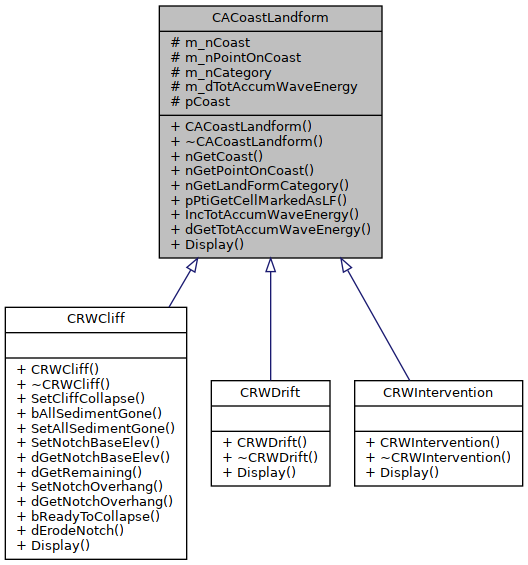 CACoastLandform
# m_nCoast
# m_nPointOnCoast
# m_nCategory
# m_dTotAccumWaveEnergy
# pCoast
+ CACoastLandform()
+ ~CACoastLandform()
+ nGetCoast()
+ nGetPointOnCoast()
+ nGetLandFormCategory()
+ pPtiGetCellMarkedAsLF()
+ IncTotAccumWaveEnergy()
+ dGetTotAccumWaveEnergy()
+ Display()
CRWCliff
+ CRWCliff()
+ ~CRWCliff()
+ SetCliffCollapse()
+ bAllSedimentGone()
+ SetAllSedimentGone()
+ SetNotchBaseElev()
+ dGetNotchBaseElev()
+ dGetRemaining()
+ SetNotchOverhang()
+ dGetNotchOverhang()
+ bReadyToCollapse()
+ dErodeNotch()
+ Display()
CRWDrift
+ CRWDrift()
+ ~CRWDrift()
+ Display()
CRWIntervention
+ CRWIntervention()
+ ~CRWIntervention()
+ Display()